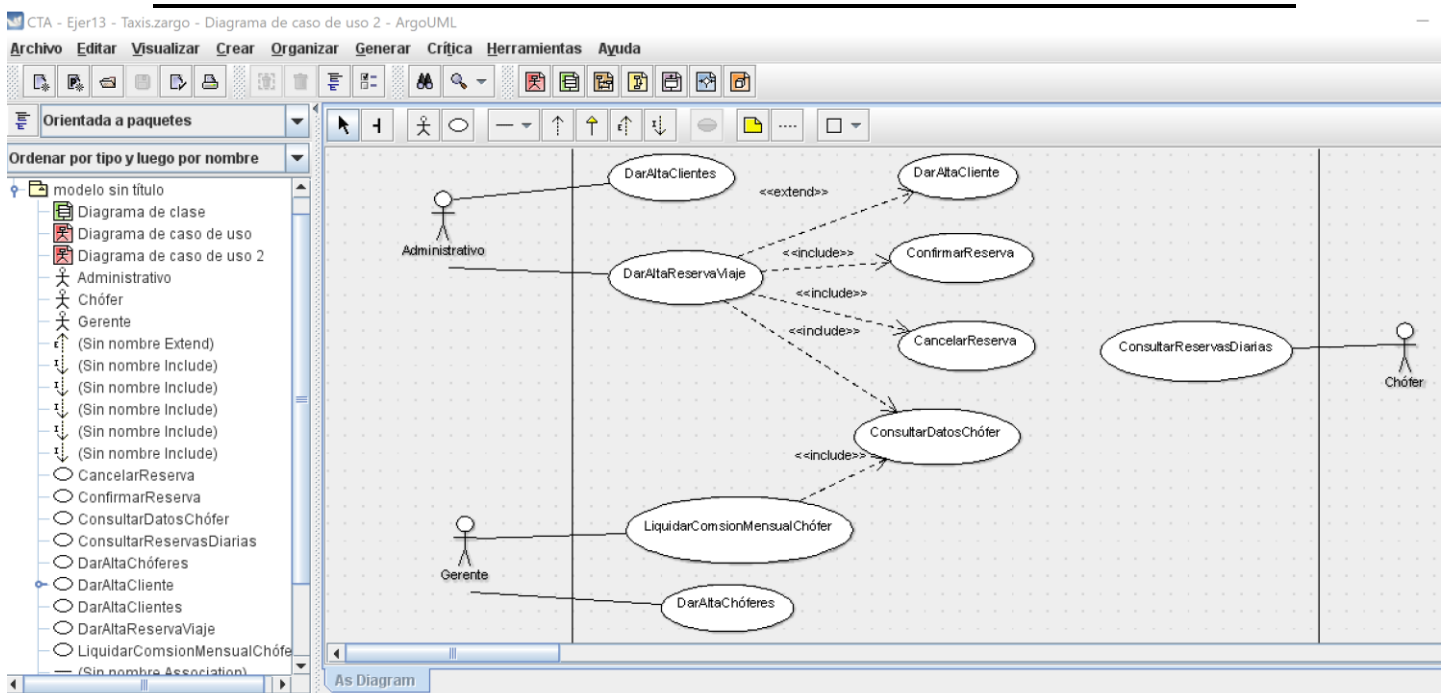 CTA - Ejer13 - Taxis.zargo - Diagrama de caso de uso 2 - ArgoUML
Archivo Editar Visualizar Crear Organizar Generar Crítica Herramientas Ayuda
Orientada a paquetes
Ordenar por tipo y luego por nombre
modelo sin título
Diagrama de clase
Diagrama de caso de uso
Diagrama de caso de uso 2
Administrativo
Chófer
Gerente
(Sin nombre Extend)
(Sin nombre Include)
(Sin nombre Include)
(Sin nombre Include)
(Sin nombre Include)
(Sin nombre Include)
CancelarReserva
ConfirmarReserva
ConsultarDatosChófer
ConsultarReservasDiarias
DarAltaChóferes
DarAltaCliente
DarAltaClientes
DarAltaReservaViaje
LiquidarComsionMensualChófe
(Sin nombre Association)
DarAltaClientes
DarAltaCliente
<<extend>>
Administrativo
<<include>>
ConfirmarReserva
DarAltaReservaViaje
<<include>>
<<include>>
CancelarReserva
ConsultarReservasDiarias
Chófer
ConsultarDatosChófer
<<include>>
LiquidarComsionMensualChófer
Gerente
DarAltaChóferes
As Diagram